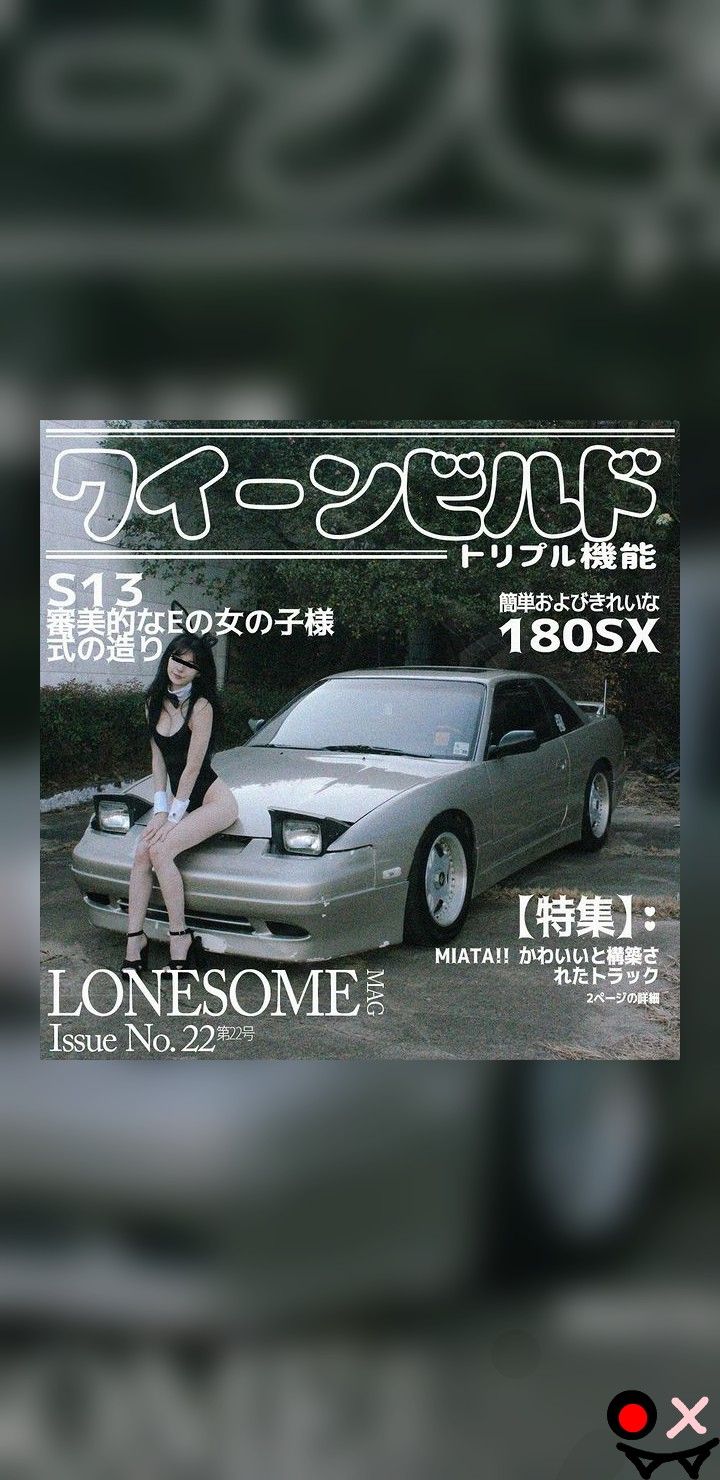 クイーンビルド
トリプル機能
S13
審美的なEの女の子様
式の造り
簡単およびきれいな
180SX
【特集】:
MIATA!! かわいいと構築さ
れたトラック
2ページの詳細
LONESOME MAG
Issue No. 22 第22号